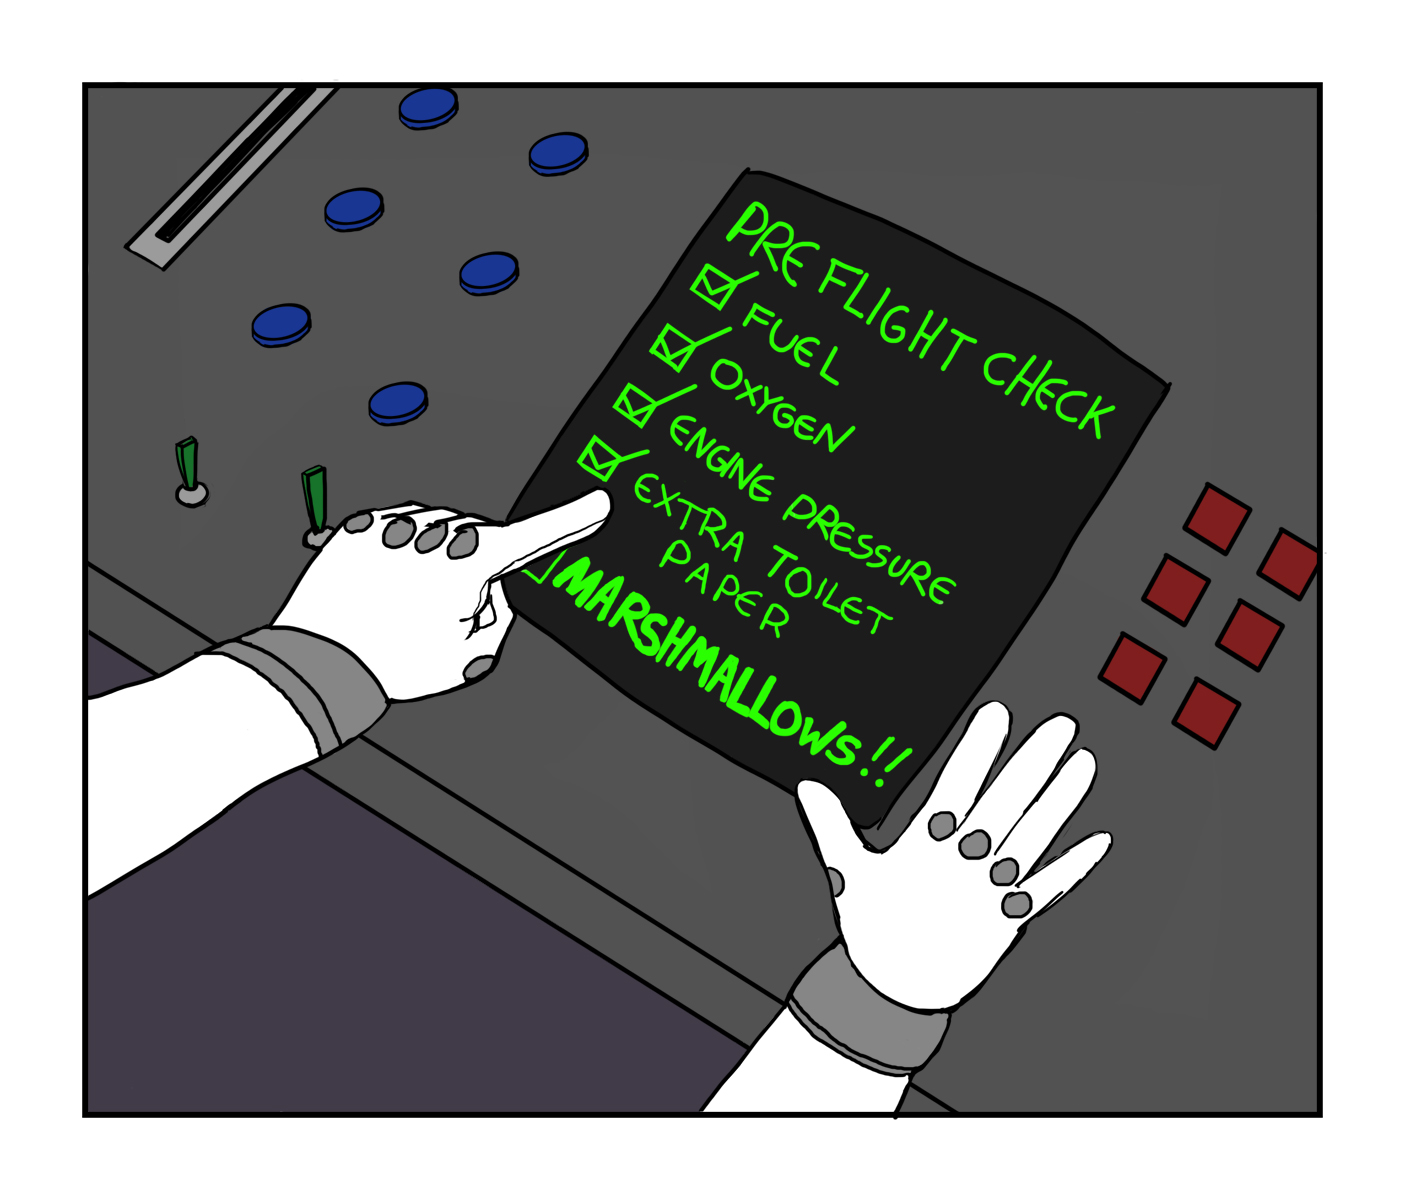 PRE FLIGHT CHECK
FUEL
OXYGEN
ENGINE PRESSURE
EXTRA TOILET
PAPER
MARSHMALLOWS!!